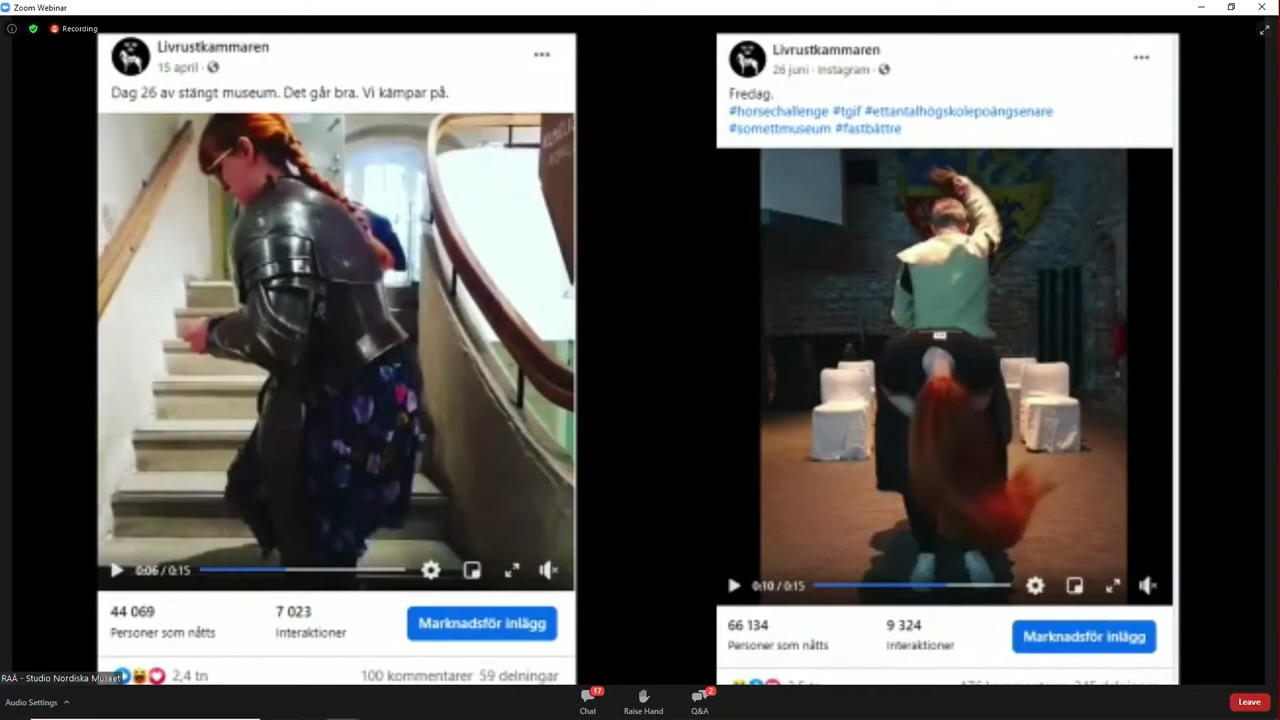 Zoom Webinar
Recording
Livrustkammaren
15 april
Dag 26 av stängt museum. Det går bra. Vi kämpar på.
0:06 / 0:15
44 069
7 023
Personer som nåtts
Interaktioner
Marknadsför inlägg
2,4 tn
100 kommentarer 59 delningar
Livrustkammaren
26 juni · Instagram
Fredag.
#horsechallenge #tgif #ettantalhögskolepoängsenare
#somettmuseum #fastbättre
0:10 / 0:15
66 134
9 324
Personer som nåtts
Interaktioner
Marknadsför inlägg
RAÄ - Studio Nordiska Museet
Audio Settings
17
Chat
Raise Hand
2
Q&A
Leave